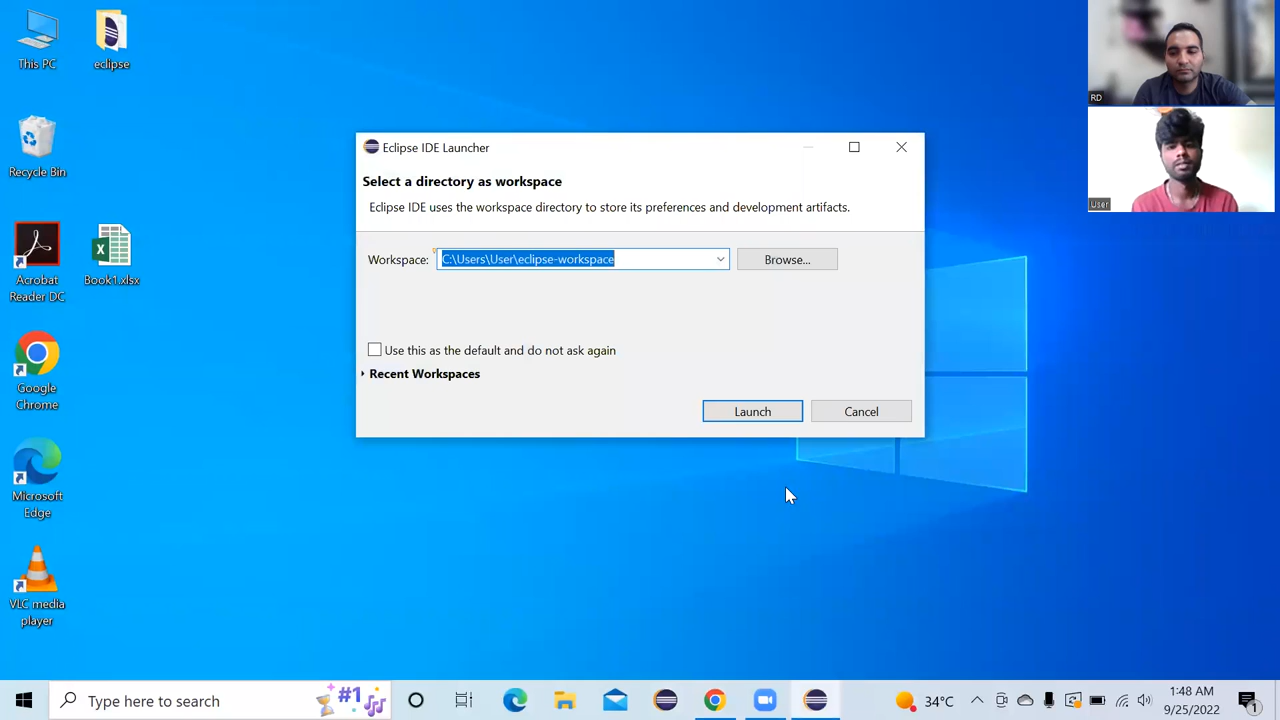 This PC
eclipse
Recycle Bin
Acrobat
Reader DC
Book1.xlsx
Google
Chrome
Microsoft
Edge
VLC media
player
Eclipse IDE Launcher
Select a directory as workspace
Eclipse IDE uses the workspace directory to store its preferences and development artifacts.
Workspace: C:\Users\User\eclipse-workspace Browse...
Use this as the default and do not ask again
Recent Workspaces
Launch Cancel
RD
User
Type here to search
#1
34°C
1:48 AM
9/25/2022
1